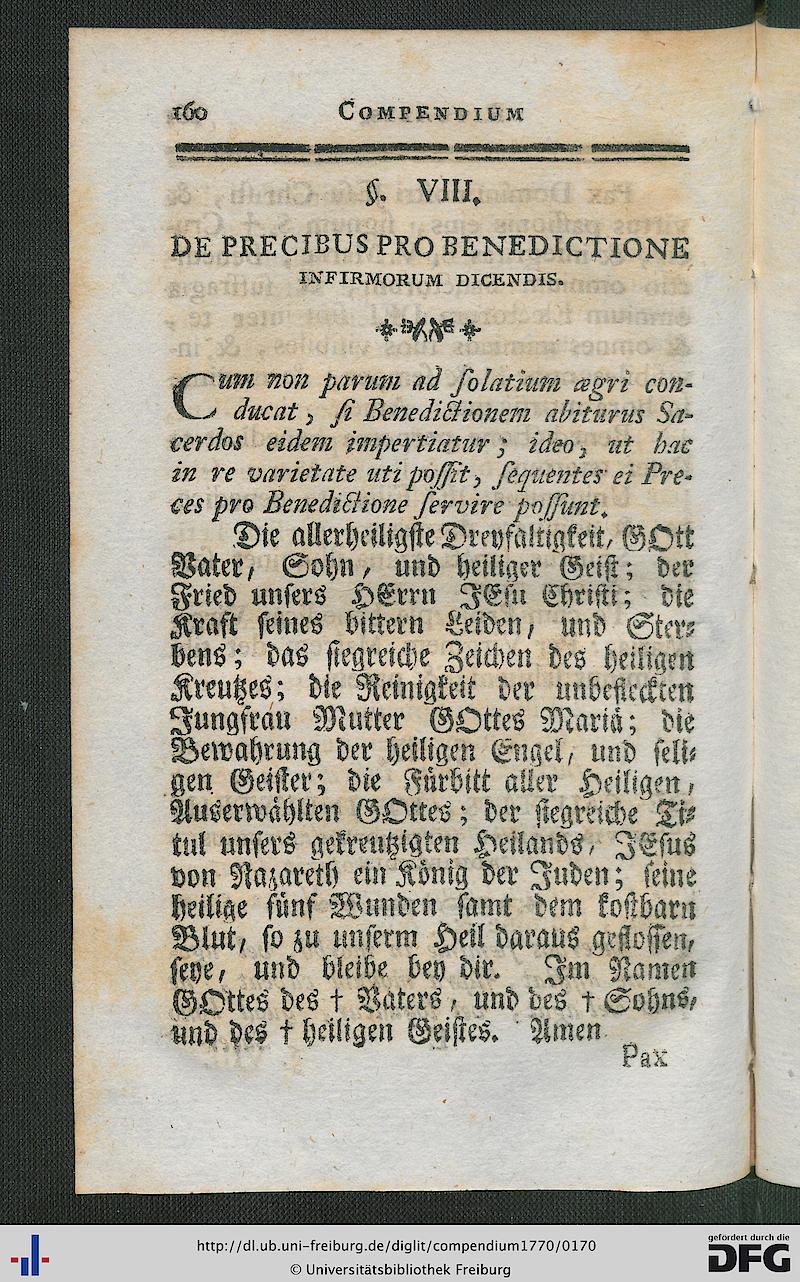 160 COMPENDIUM
§. VIII.
DE PRECIBUS PRO BENEDICTIONE
INFIRMORUM DICENDIS.
Cum non parum ad ſolatium ægri con-
ducat, ſi Benedictionem abiturus Sa-
cerdos eidem impertiatur; ideo, ut hac
in re varietate uti poſſit, ſequentes ei Pre-
ces pro Benedictione ſervire poſſunt.
Die allerheiligſte Dreyfaltigkeit, GOtt
Vater, Sohn, und heiliger Geiſt; der
Fried unſers HErrn JEſu Chriſti; die
Kraft ſeines bittern Leiden, und Ster-
bens; das ſiegreiche Zeichen des heiligen
Kreutzes; die Reinigkeit der unbefleckten
Jungfrau Mutter GOttes Mariä; die
Bewahrung der heiligen Engel, und ſeli-
gen Geiſter; die Fürbitt aller Heiligen,
Auserwählten GOttes; der ſiegreiche Ti-
tul unſers gekreutzigten Heilands, JEſus
von Nazareth ein König der Juden; ſeine
heilige fünf Wunden ſamt dem koſtbarn
Blut, ſo zu unſerm Heil daraus gefloſſen,
ſeye, und bleibe bey dir. Im Namen
GOttes des † Vaters, und des † Sohns,
und des † heiligen Geiſtes. Amen
Pax
http://dl.ub.uni-freiburg.de/diglit/compendium1770/0170
© Universitätsbibliothek Freiburg
gefördert durch die
DFG